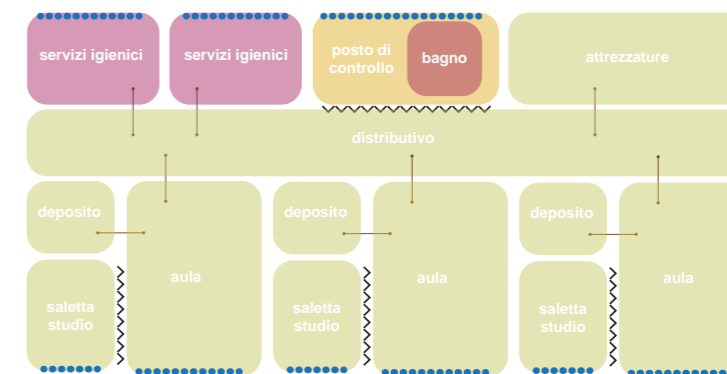 servizi igienici
servizi igienici
posto di
controllo
bagno
attrezzature
distributivo
deposito
deposito
deposito
aula
aula
aula
saletta
studio
saletta
studio
saletta
studio